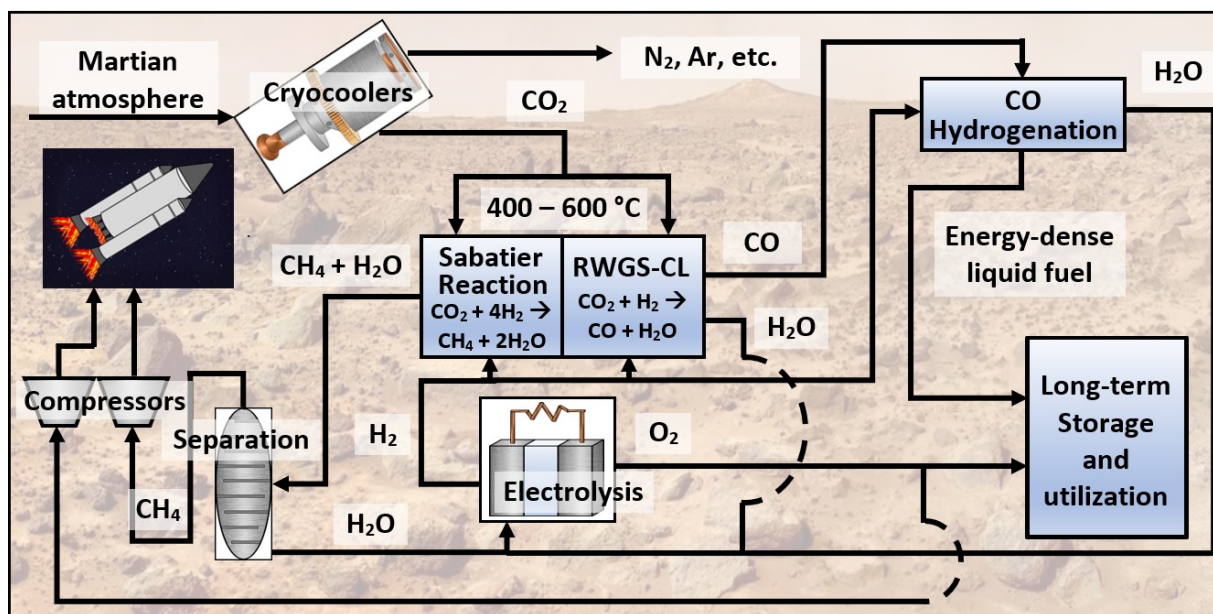 Martian
atmosphere
Cryocoolers
N₂, Ar, etc.
CO₂
CO
Hydrogenation
H₂O
400 – 600 °C
CH₄ + H₂O
Sabatier
Reaction
CO₂ + 4H₂ →
CH₄ + 2H₂O
RWGS-CL
CO₂ + H₂ →
CO + H₂O
CO
H₂O
Energy-dense
liquid fuel
Compressors
Separation
H₂
O₂
Electrolysis
CH₄
H₂O
Long-term
Storage
and
utilization